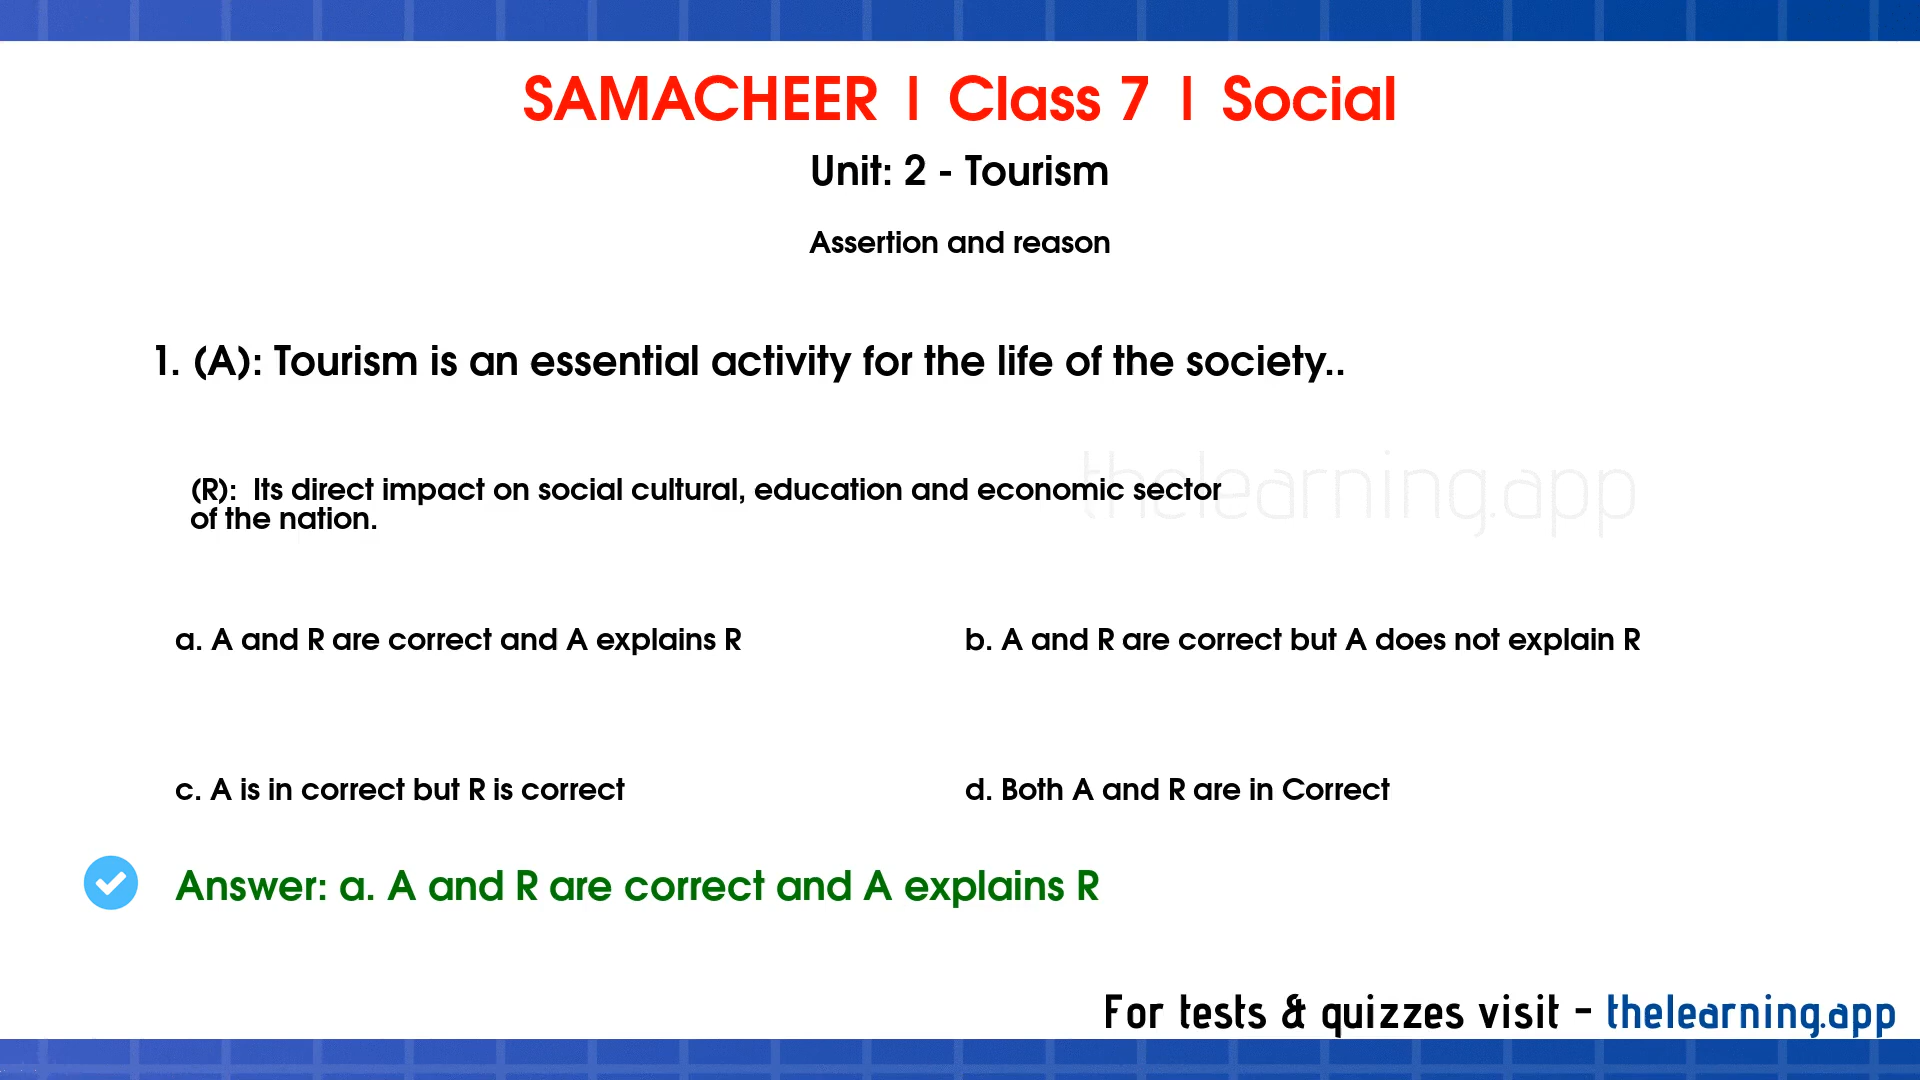 SAMACHEER | Class 7 | Social
Unit: 2 - Tourism
Assertion and reason
1. (A): Tourism is an essential activity for the life of the society..
(R): Its direct impact on social cultural, education and economic sector
of the nation.
thelearning.app
a. A and R are correct and A explains R
b. A and R are correct but A does not explain R
c. A is in correct but R is correct
d. Both A and R are in Correct
Answer: a. A and R are correct and A explains R
For tests & quizzes visit - thelearning.app